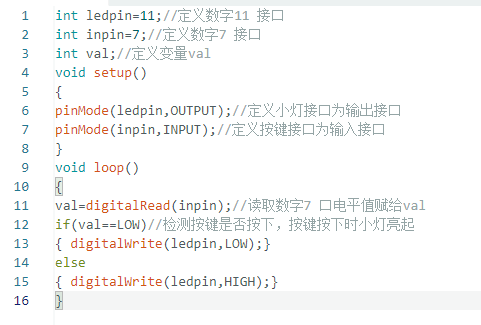 1 int ledpin=11;//定义数字11 接口
2 int inpin=7;//定义数字7 接口
3 int val;//定义变量val
4 void setup()
5 {
6 pinMode(ledpin,OUTPUT);//定义小灯接口为输出接口
7 pinMode(inpin,INPUT);//定义按键接口为输入接口
8 }
9 void loop()
10 {
11 val=digitalRead(inpin);//读取数字7 口电平值赋给val
12 if(val==LOW)//检测按键是否按下，按键按下时小灯亮起
13 { digitalWrite(ledpin,LOW);}
14 else
15 { digitalWrite(ledpin,HIGH);}
16 }